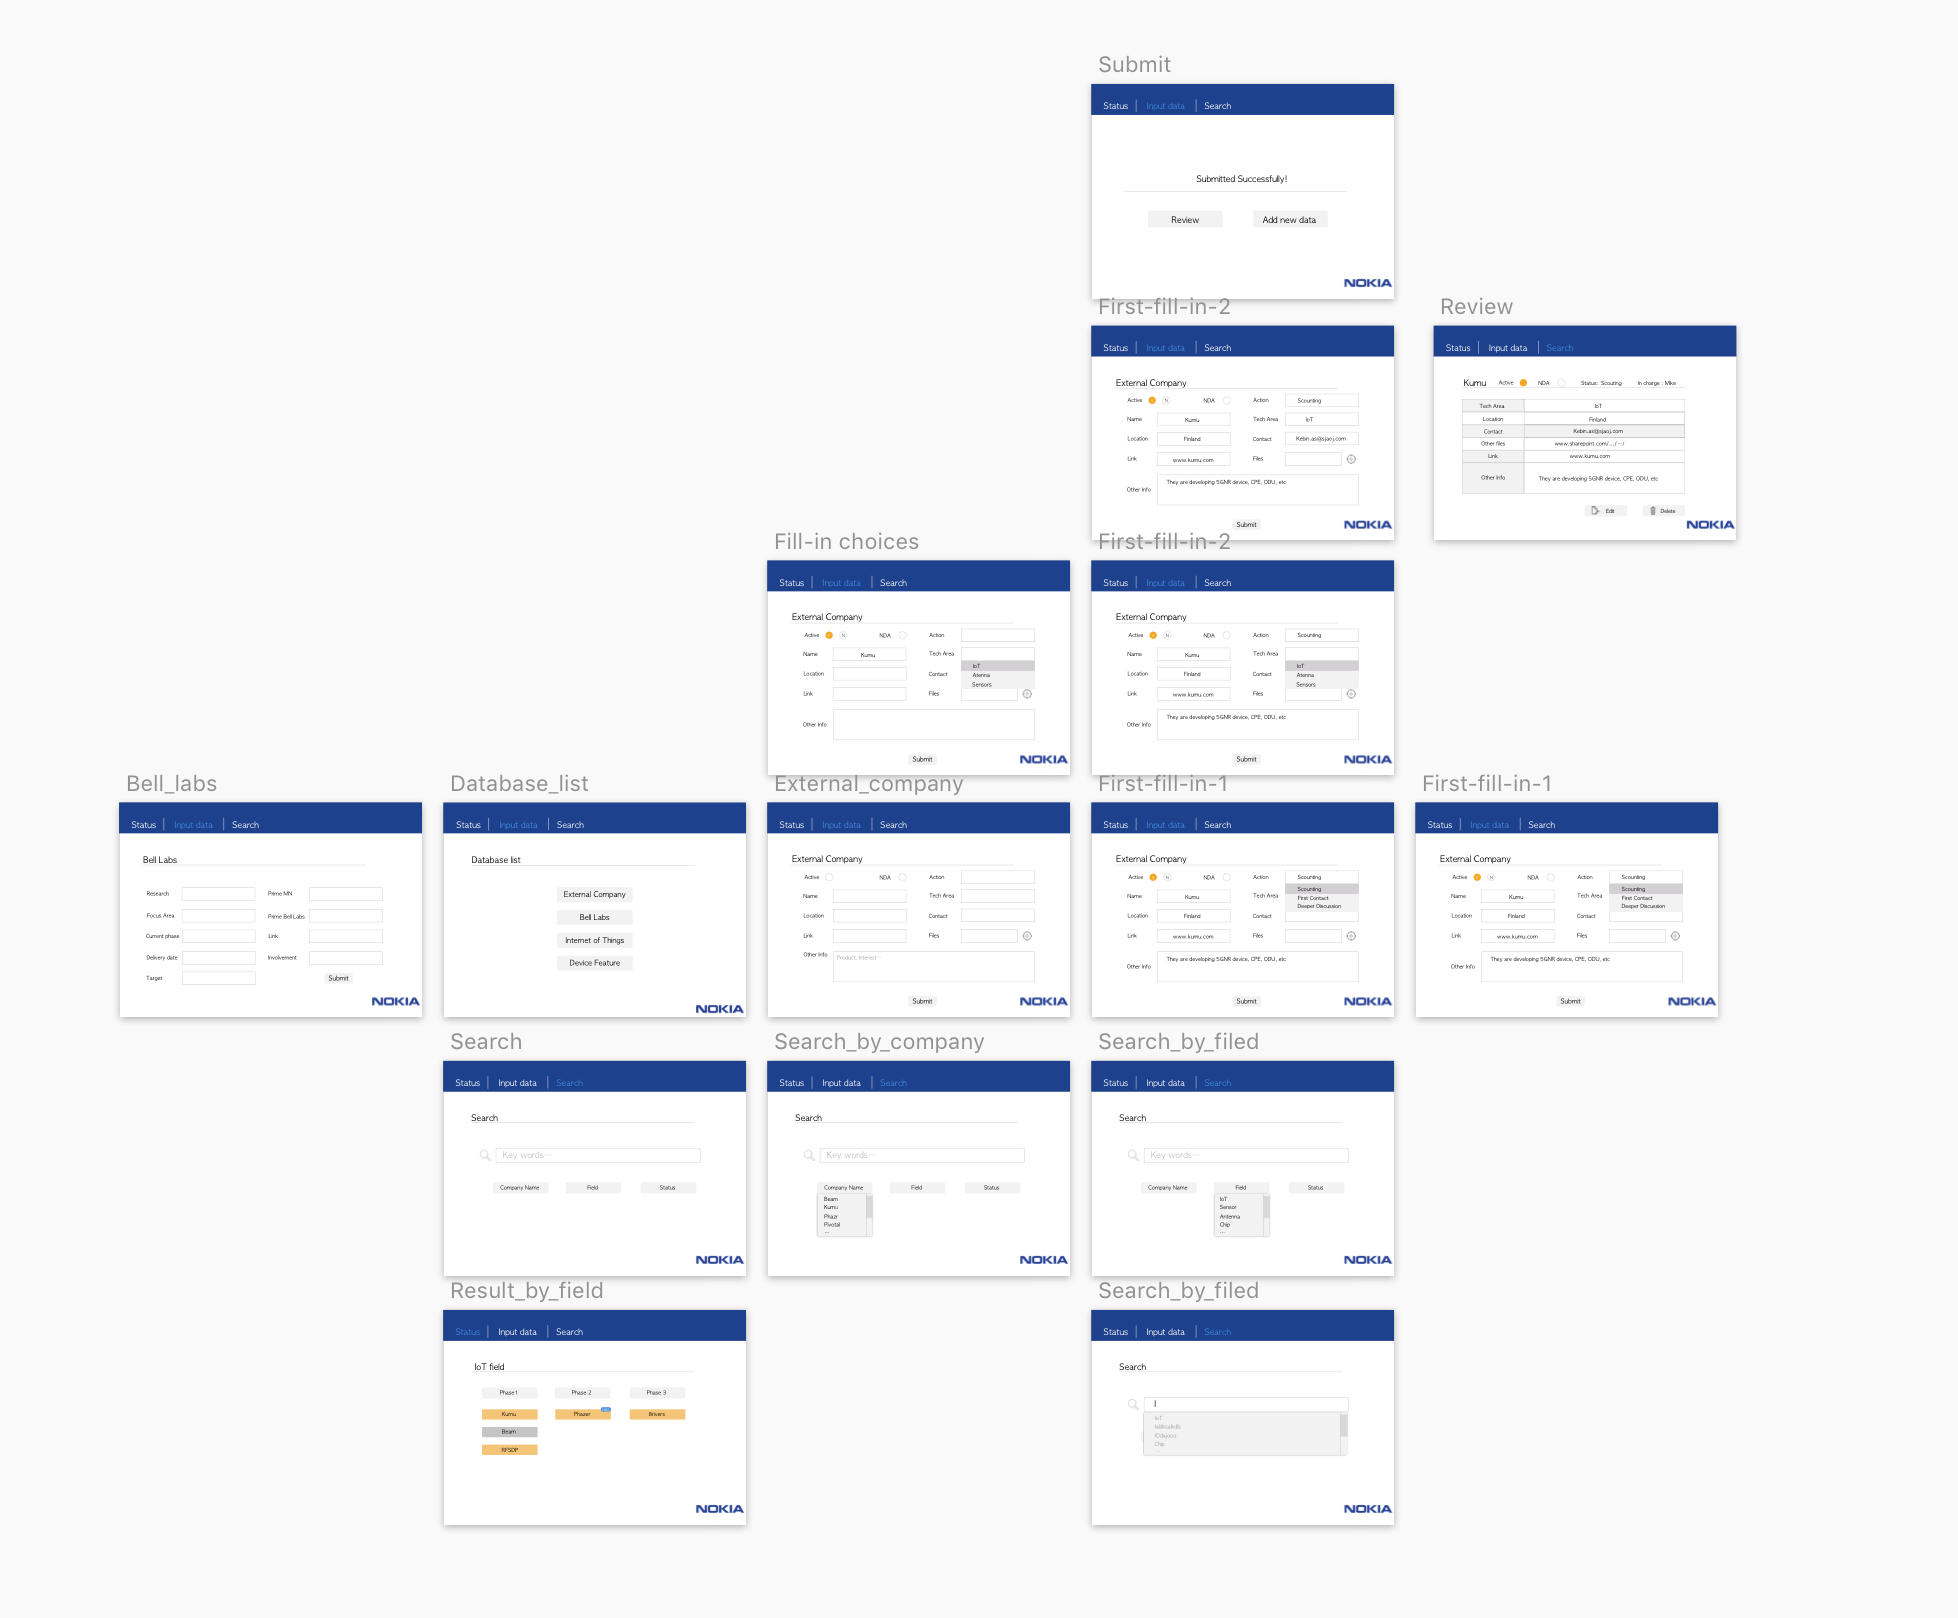 Submit
Status | Input data | Search
Submitted Successfully!
Review Add new data
NOKIA
First-fill-in-2
Status | Input data | Search
External Company
Active Y N NDA Action Scounting
Name Kumu Tech Area IoT
Location Finland Contact Kebin.as@sjaoj.com
Link www.kumu.com Files
Other Info They are developing 5GNR device, CPE, ODU, etc
Submit
NOKIA
Review
Status | Input data | Search
Kumu Active NDA Status: Scouting In charge : Mike
Tech Area IoT
Location Finland
Contact Kebin.as@sjaoj.com
Other files
Link www.kumu.com
Other Info They are developing 5GNR device, CPE, ODU, etc
Edit Delete
NOKIA
Fill-in choices
Status | Input data | Search
External Company
Active N NDA Action
Name Kumu Tech Area
IoT
Location Contact Atenna
Sensors
Link Files
Other Info
Submit
NOKIA
First-fill-in-2
Status | Input data | Search
External Company
Active N NDA Action Scounting
Name Kumu Tech Area
IoT
Location Finland Contact Atenna
Sensors
Link www.kumu.com Files
Other Info They are developing 5GNR device, CPE, ODU, etc
Submit
NOKIA
Bell_labs
Status | Input data | Search
Bell Labs
Research Prime MN
Focus Area Prime Bell Labs
Current phase Link
Delivery date Involvement
Target Submit
NOKIA
Database_list
Status | Input data | Search
Database list
External Company
Bell Labs
Internet of Things
Device Feature
NOKIA
External_company
Status | Input data | Search
External Company
Active NDA Action
Name Tech Area
Location Contact
Link Files
Other Info Product, Interest···
Submit
NOKIA
First-fill-in-1
Status | Input data | Search
External Company
Active N NDA Action Scounting
Scounting
Name Kumu Tech Area First Contact
Deeper Discussion
Location Finland Contact
Link www.kumu.com Files
Other Info They are developing 5GNR device, CPE, ODU, etc
Submit
NOKIA
First-fill-in-1
Status | Input data | Search
External Company
Active N NDA Action Scounting
Scounting
Name Kumu Tech Area First Contact
Deeper Discussion
Location Finland Contact
Link www.kumu.com Files
Other Info They are developing 5GNR device, CPE, ODU, etc
Submit
NOKIA
Search
Status | Input data | Search
Search
Key words···
Company Name Field Status
NOKIA
Search_by_company
Status | Input data | Search
Search
Key words···
Company Name Field Status
Beam
Kumu
Phazr
Pivotal
...
NOKIA
Search_by_filed
Status | Input data | Search
Search
Key words···
Company Name Field Status
IoT
Sensor
Antenna
Chip
...
NOKIA
Result_by_field
Status | Input data | Search
IoT field
Phase 1 Phase 2 Phase 3
Kumu Phazer Brivers
Beam
RFSDP
NOKIA
Search_by_filed
Status | Input data | Search
Search
I
IoT
Chip
NOKIA